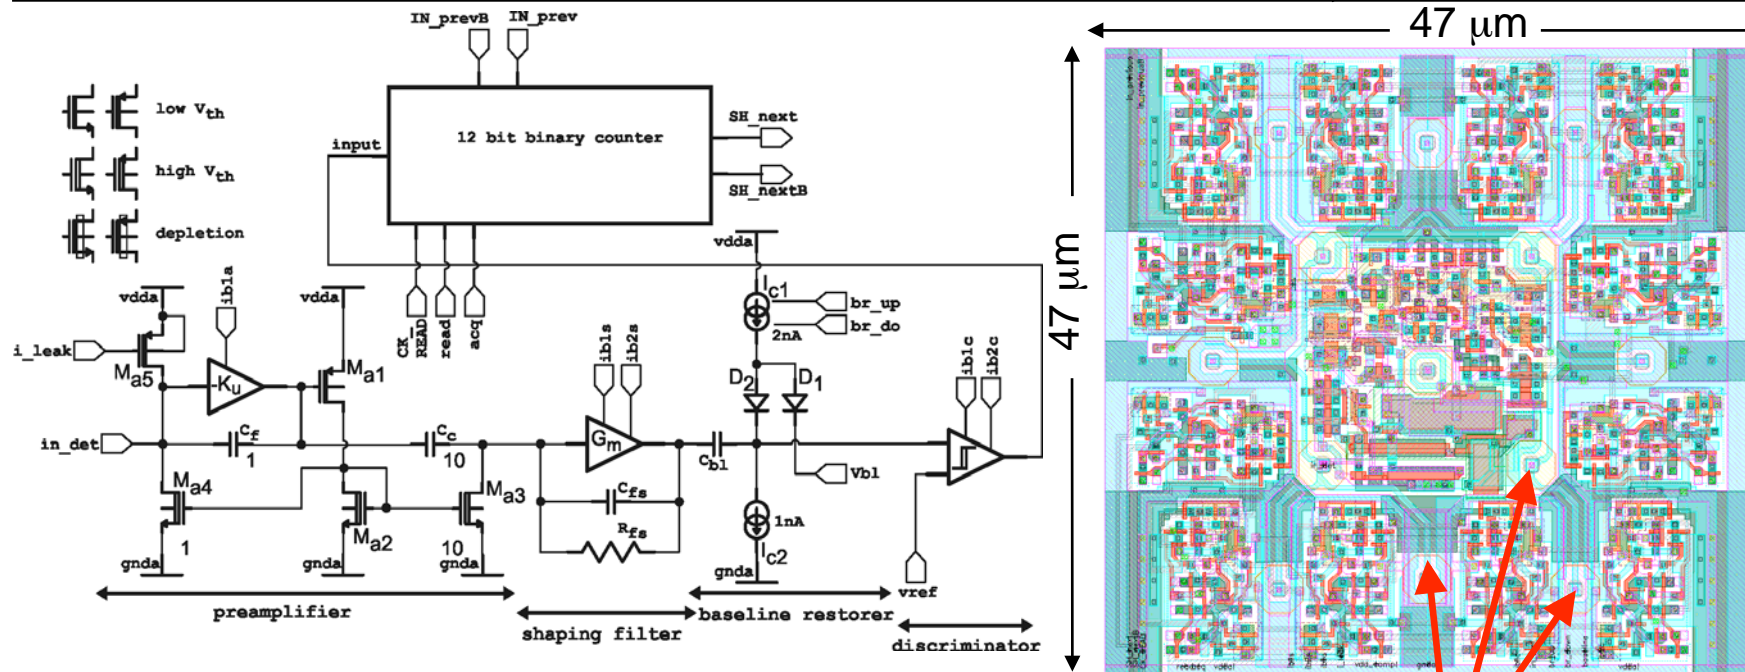 IN_prevB IN_prev
47 μm
low Vth
high Vth
depletion
input
12 bit binary counter
SH_next
SH_nextB
CK_READ
read
acq
vdda
Ic1
br_up
br_do
2nA
47 μm
vdda
ib1a
vdda
i_leak
Ma5
-Ku
Ma1
ib1s
ib2s
D2
D1
ib1c
ib2c
in_det
Cf
1
Cc
10
Gm
Cbl
Vbl
Ma4
1
Ma2
Ma3
10
Cfs
Rfs
1nA
Ic2
gnda
gnda
gnda
gnda
vref
preamplifier
shaping filter
baseline restorer
discriminator